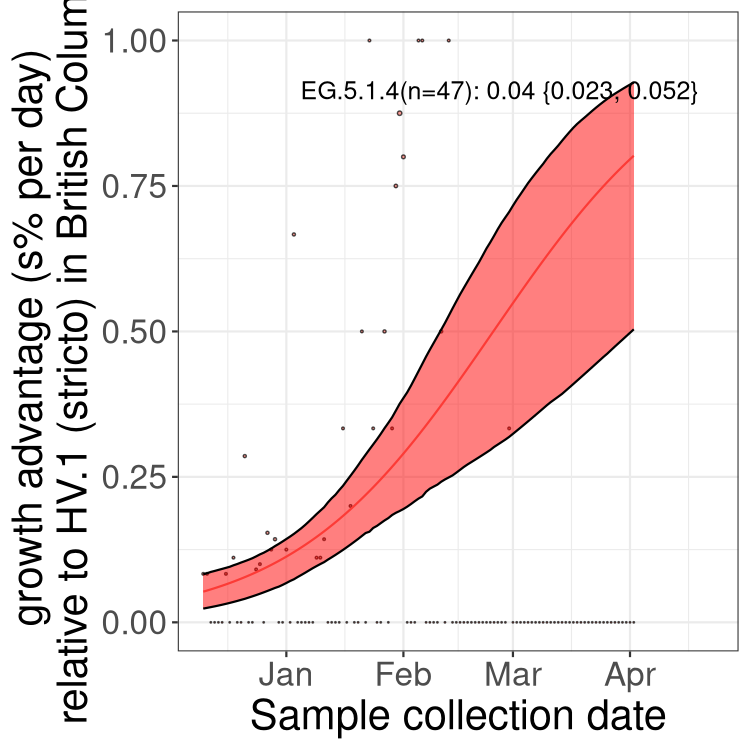 growth advantage (s% per day)
relative to HV.1 (stricto) in British Colum
1.00
0.75
0.50
0.25
0.00
EG.5.1.4(n=47): 0.04 {0.023, 0.052}
Jan Feb Mar Apr
Sample collection date